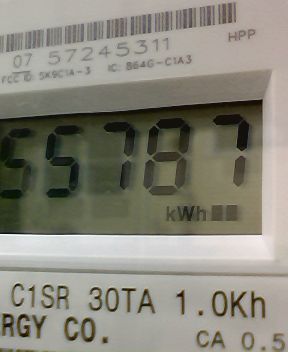 07 57245311
HPP
FCC ID: SK9C1A-3 IC: 864G-C1A3
55787
kWh
C1SR 30TA 1.0Kh
RGY CO.
CA 0.5